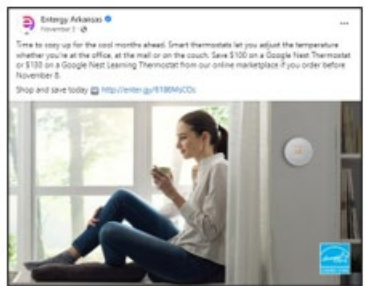 Entergy Arkansas
November 3
Time to cozy up for the cool months ahead. Smart thermostats let you adjust the temperature
whether you're at the office, at the mall or on the couch. Save $100 on a Google Nest Thermostat
or $130 on a Google Nest Learning Thermostat from our online marketplace if you order before
November 8.
Shop and save today